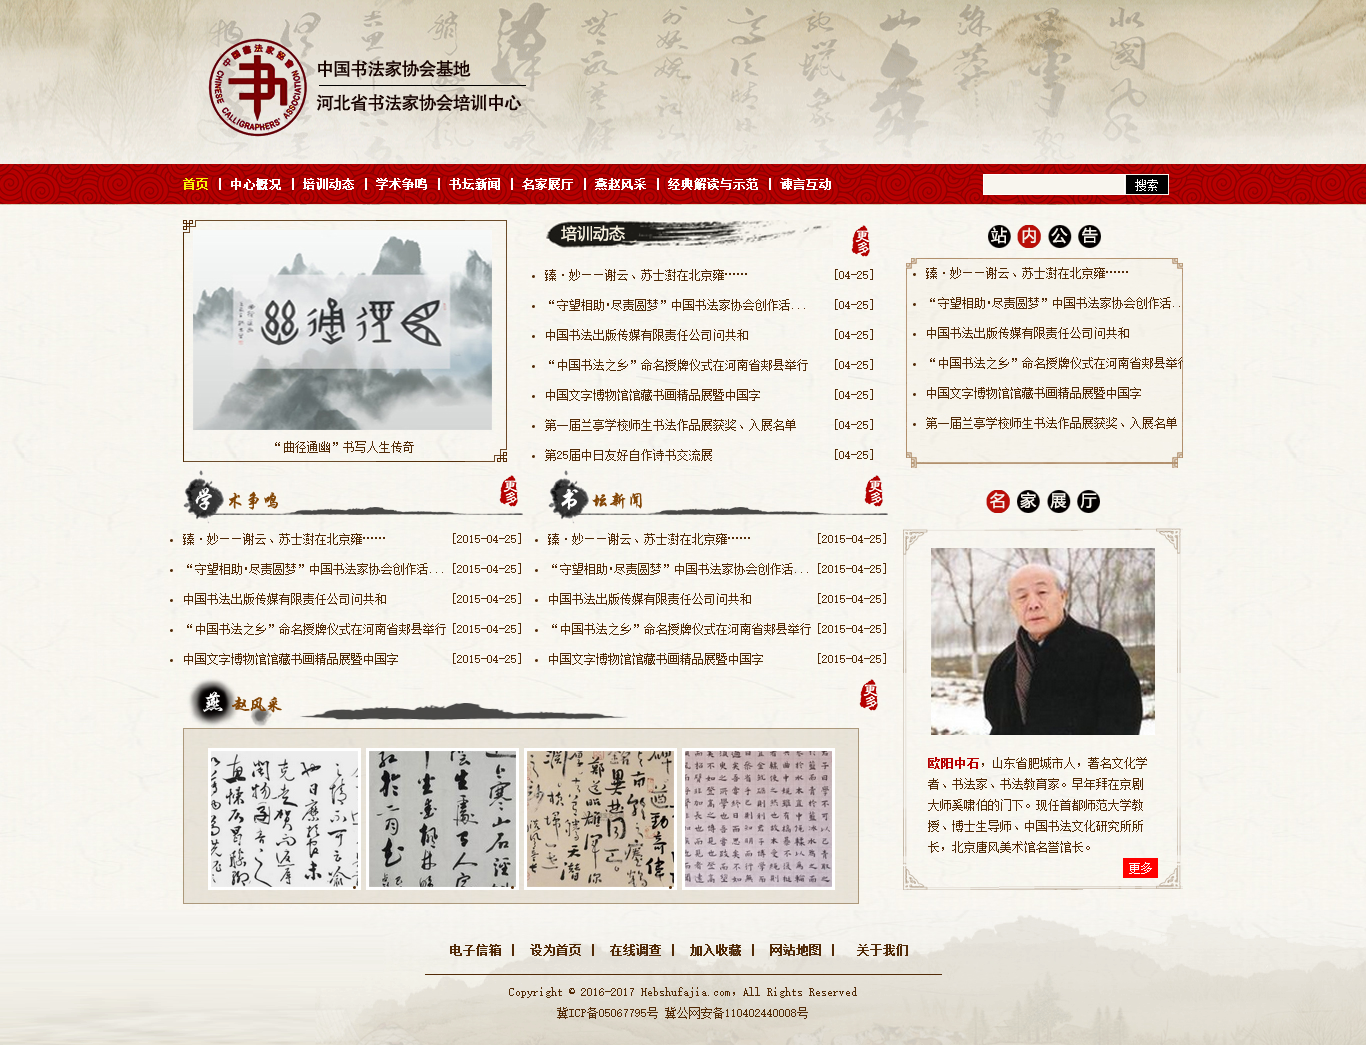 中国书法家协会基地
河北省书法家协会培训中心
中國書法家協會
CHINESE CALLIGRAPHERS' ASSOCIATION
首页 | 中心概况 | 培训动态 | 学术争鸣 | 书坛新闻 | 名家展厅 | 燕赵风采 | 经典解读与示范 | 谏言互动
搜索
“曲径通幽”书写人生传奇
培训动态
更多
臻·妙——谢云、苏士澍在北京雍…… [04-25]
“守望相助·尽责圆梦”中国书法家协会创作活... [04-25]
中国书法出版传媒有限责任公司问共和 [04-25]
“中国书法之乡”命名授牌仪式在河南省郏县举行 [04-25]
中国文字博物馆馆藏书画精品展暨中国字 [04-25]
第一届兰亭学校师生书法作品展获奖、入展名单 [04-25]
第25届中日友好自作诗书交流展 [04-25]
站内公告
臻·妙——谢云、苏士澍在北京雍……
“守望相助·尽责圆梦”中国书法家协会创作活..
中国书法出版传媒有限责任公司问共和
“中国书法之乡”命名授牌仪式在河南省郏县举行
中国文字博物馆馆藏书画精品展暨中国字
第一届兰亭学校师生书法作品展获奖、入展名单
学术争鸣
更多
臻·妙——谢云、苏士澍在北京雍…… [2015-04-25]
“守望相助·尽责圆梦”中国书法家协会创作活... [2015-04-25]
中国书法出版传媒有限责任公司问共和 [2015-04-25]
“中国书法之乡”命名授牌仪式在河南省郏县举行 [2015-04-25]
中国文字博物馆馆藏书画精品展暨中国字 [2015-04-25]
书坛新闻
更多
臻·妙——谢云、苏士澍在北京雍…… [2015-04-25]
“守望相助·尽责圆梦”中国书法家协会创作活... [2015-04-25]
中国书法出版传媒有限责任公司问共和 [2015-04-25]
“中国书法之乡”命名授牌仪式在河南省郏县举行 [2015-04-25]
中国文字博物馆馆藏书画精品展暨中国字 [2015-04-25]
名家展厅
欧阳中石，山东省肥城市人，著名文化学
者、书法家、书法教育家。早年拜在京剧
大师奚啸伯的门下。现任首都师范大学教
授、博士生导师、中国书法文化研究所所
长，北京唐风美术馆名誉馆长。
更多
燕赵风采
更多
电子信箱 | 设为首页 | 在线调查 | 加入收藏 | 网站地图 | 关于我们
Copyright © 2016-2017 Hebshufajia.com，All Rights Reserved
冀ICP备05067795号 冀公网安备110402440008号